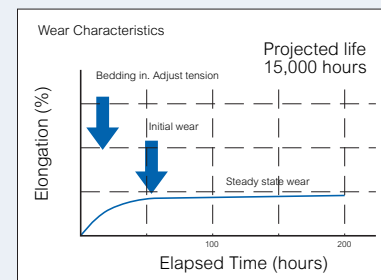 Wear Characteristics
Projected life
15,000 hours
Bedding in. Adjust tension
Initial wear
Steady state wear
Elongation (%)
100
200
Elapsed Time (hours)